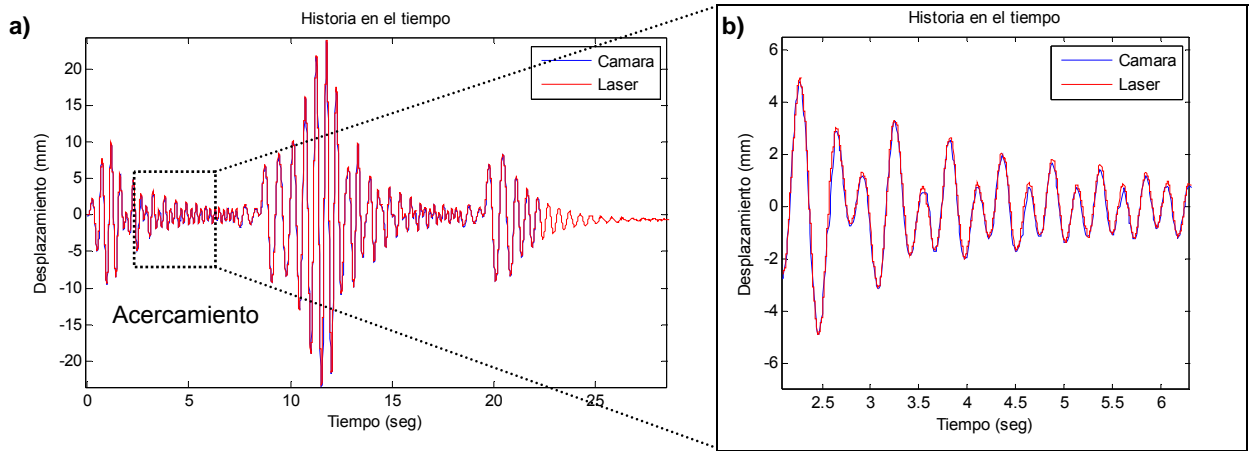 a)
Historia en el tiempo
Camara
Laser
Desplazamiento (mm)
20
15
10
5
0
-5
-10
-15
-20
Acercamiento
0 5 10 15 20 25
Tiempo (seg)
b)
Historia en el tiempo
Camara
Laser
Desplazamiento (mm)
6
4
2
0
-2
-4
-6
2.5 3 3.5 4 4.5 5 5.5 6
Tiempo (seg)